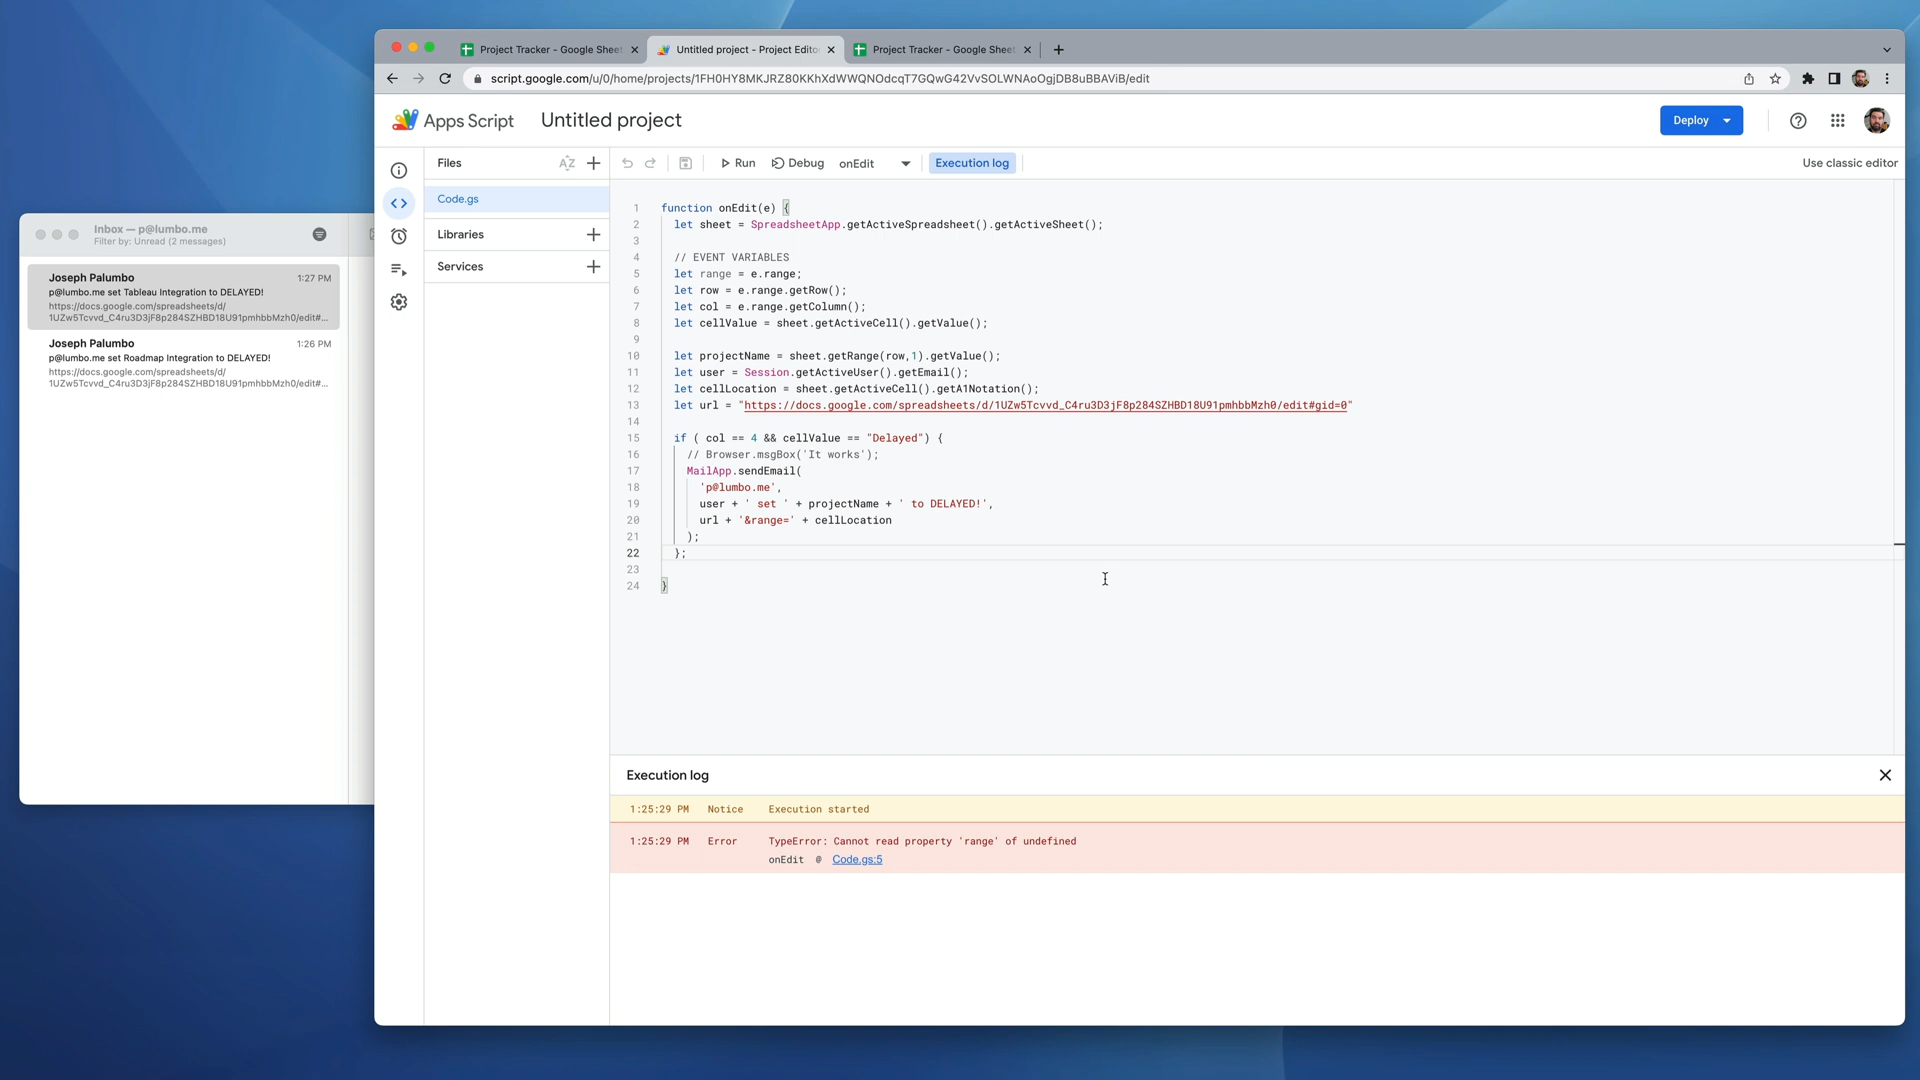 Inbox — p@lumbo.me
Filter by: Unread (2 messages)
Joseph Palumbo 1:27 PM
p@lumbo.me set Tableau Integration to DELAYED!
https://docs.google.com/spreadsheets/d/
1UZw5Tcvvd_C4ru3D3jF8p284SZHBD18U91pmhbbMzh0/edit#...
Joseph Palumbo 1:26 PM
p@lumbo.me set Roadmap Integration to DELAYED!
https://docs.google.com/spreadsheets/d/
1UZw5Tcvvd_C4ru3D3jF8p284SZHBD18U91pmhbbMzh0/edit#...
Project Tracker - Google Sheet
Untitled project - Project Edito
Project Tracker - Google Sheet
script.google.com/u/0/home/projects/1FH0HY8MKJRZ80KKhXdWWQNOdcqT7GQwG42VvSOLWNAoOgjDB8uBBAViB/edit
Apps Script Untitled project Deploy
Files AZ
Code.gs
Libraries
Services
Run Debug onEdit Execution log Use classic editor
1 function onEdit(e) {
2 let sheet = SpreadsheetApp.getActiveSpreadsheet().getActiveSheet();
3
4 // EVENT VARIABLES
5 let range = e.range;
6 let row = e.range.getRow();
7 let col = e.range.getColumn();
8 let cellValue = sheet.getActiveCell().getValue();
9
10 let projectName = sheet.getRange(row,1).getValue();
11 let user = Session.getActiveUser().getEmail();
12 let cellLocation = sheet.getActiveCell().getA1Notation();
13 let url = "https://docs.google.com/spreadsheets/d/1UZw5Tcvvd_C4ru3D3jF8p284SZHBD18U91pmhbbMzh0/edit#gid=0"
14
15 if ( col == 4 && cellValue == "Delayed") {
16 // Browser.msgBox('It works');
17 MailApp.sendEmail(
18 'p@lumbo.me',
19 user + ' set ' + projectName + ' to DELAYED!',
20 url + '&range=' + cellLocation
21 );
22 };
23
24 }
Execution log
1:25:29 PM Notice Execution started
1:25:29 PM Error TypeError: Cannot read property 'range' of undefined
onEdit @ Code.gs:5